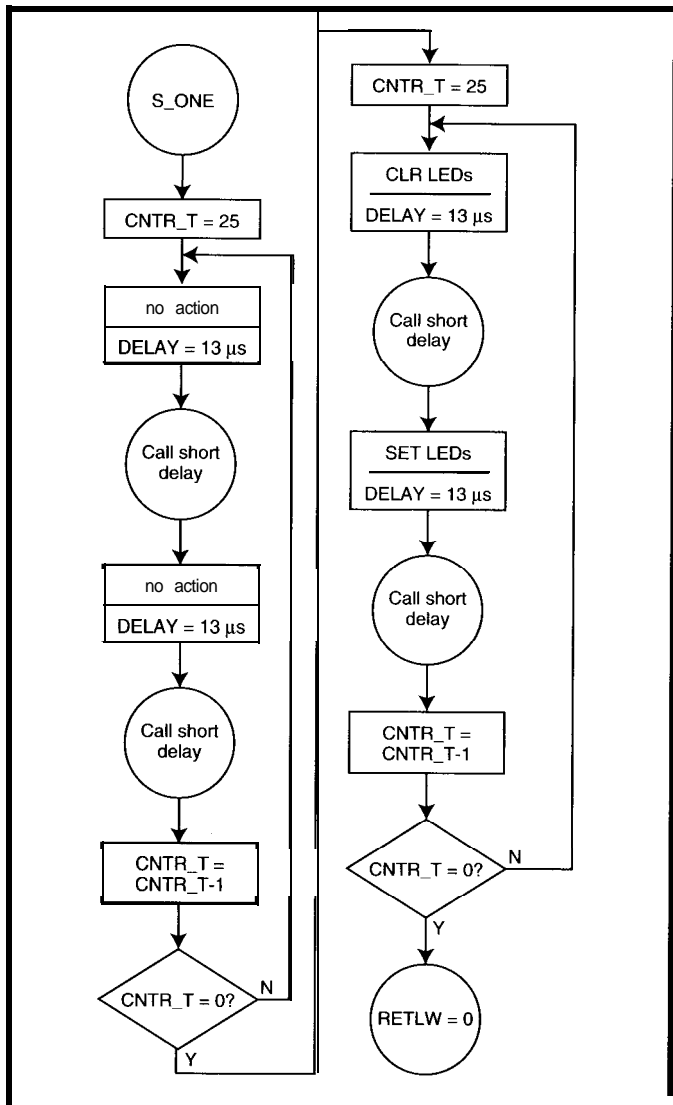 S_ONE
CNTR_T = 25
no action
DELAY = 13 µs
Call short
delay
no action
DELAY = 13 µs
Call short
delay
CNTR_T =
CNTR_T-1
CNTR_T = 0?
N
Y
CNTR_T = 25
CLR LEDs
DELAY = 13 µs
Call short
delay
SET LEDs
DELAY = 13 µs
Call short
delay
CNTR_T =
CNTR_T-1
CNTR_T = 0?
N
Y
RETLW = 0